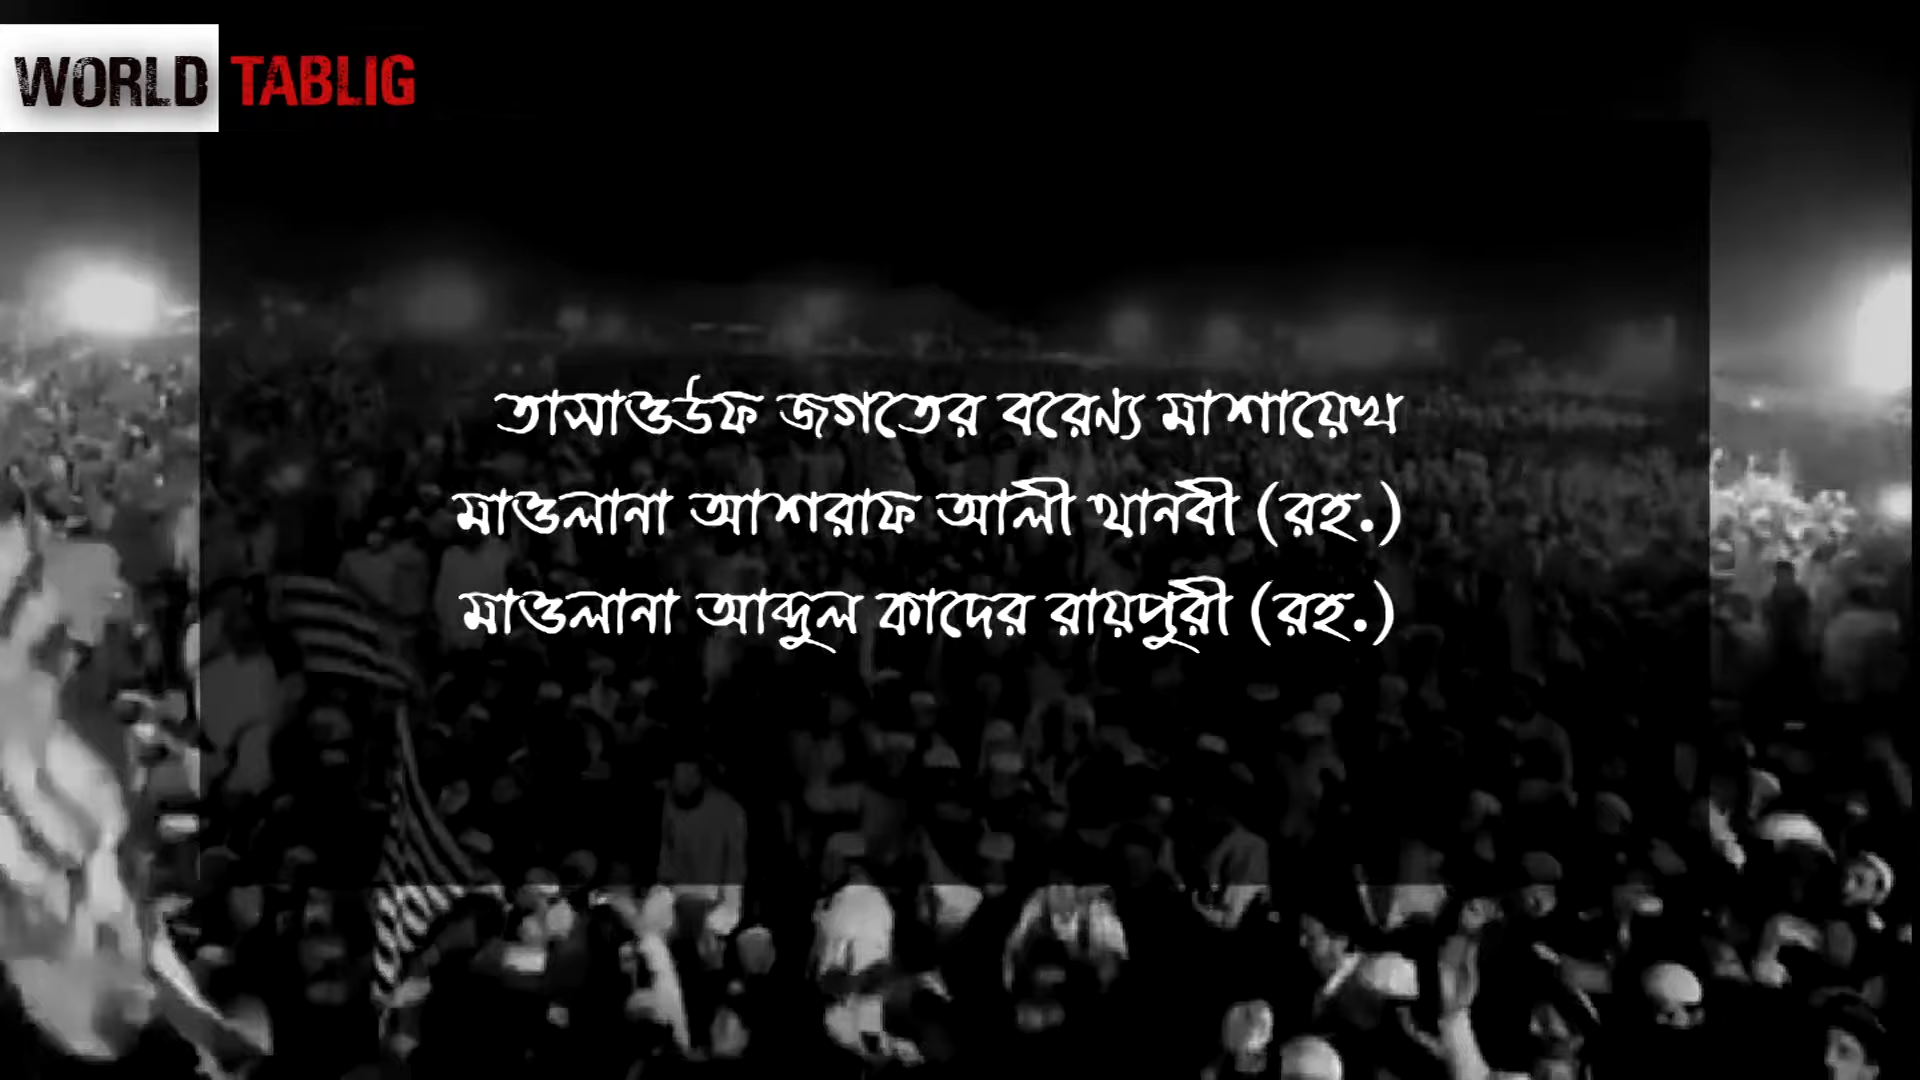 WORLD TABLIG
তাসাওউফ জগতের বরেণ্য মাশায়েখ
মাওলানা আশরাফ আলী থানবী (রহ.)
মাওলানা আব্দুল কাদের রায়পুরী (রহ.)